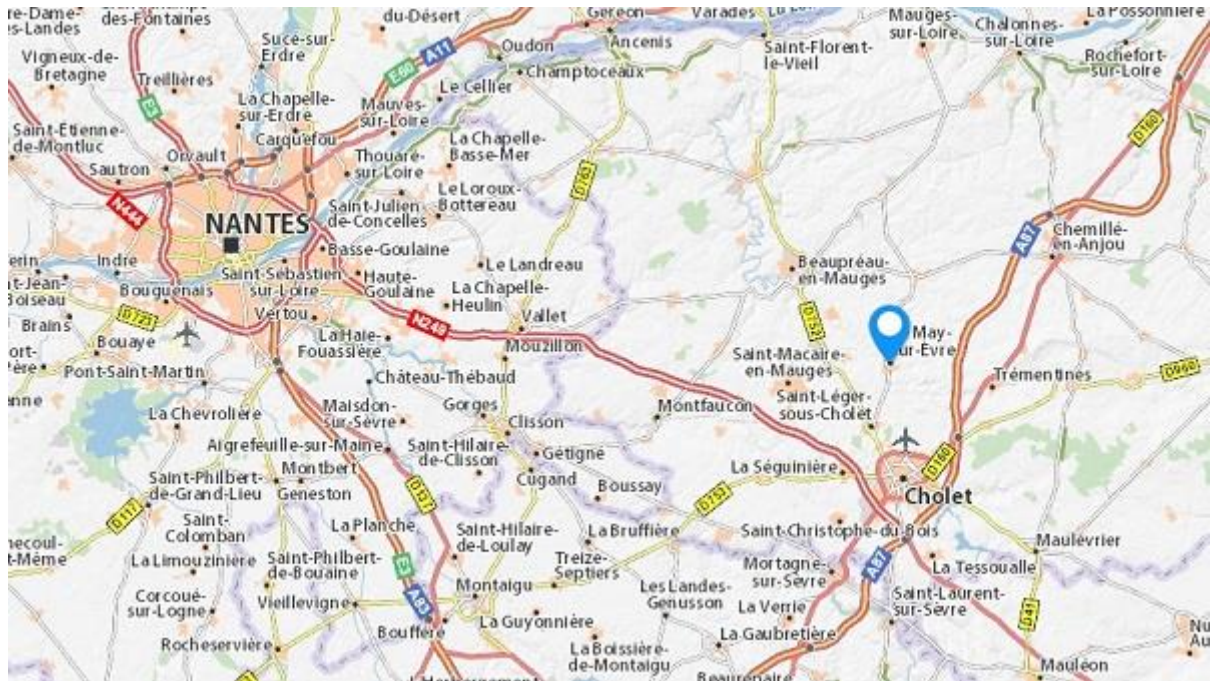 du-Désert
Géreon
Varades
Mauges-
sur-Loire
Chalonnes-
sur-Loire
La Possonnière
re-Dame-
es-Landes
des-Fontaines
Sucé-sur-
Erdre
A11
Oudon
Ancenis
Saint-Florent-
le-Vieil
Rochefort-
sur-Loire
Vigneux-de-
Bretagne
Treillières
E60
Champtoceaux
E3
La Chapelle-
sur-Erdre
Mauves-
sur-Loire
Le Cellier
D160
Saint-Etienne-
de-Montluc
Carquefou
La Chapelle-
Basse-Mer
Sautron
Orvault
Thouaré-
sur-Loire
D763
N444
NANTES
Saint-Julien-
de-Concelles
Le Loroux-
Bottereau
A87
Chemillé-
en-Anjou
Basse-Goulaine
Indre
Saint-Sébastien-
sur-Loire
Haute-
Goulaine
Le Landreau
Beaupréau-
en-Mauges
t-Jean-
Boiseau
Bouguenais
Vertou
La Chapelle-
Heulin
Brains
D723
N249
Vallet
D752
May-
sur-Evre
Bouaye
La Haie-
Fouassière
Mouzillon
Saint-Macaire-
en-Mauges
Pont-Saint-Martin
Château-Thébaud
Trémentines
D960
La Chevrolière
Maisdon-
sur-Sèvre
Gorges
Montfaucon
Saint-Léger-
sous-Cholet
Clisson
Aigrefeuille-sur-Maine
Saint-Hilaire-
de-Clisson
Gétigné
D160
Saint-Philbert-
de-Grand-Lieu
Montbert
Geneston
Cugand
La Séguinière
Cholet
D117
D137
Boussay
D753
Saint-
Colomban
La Planche
Saint-Hilaire-
de-Loulay
La Bruffière
Saint-Christophe-du-Bois
Maulévrier
La Limouzinière
Saint-Philbert-
de-Bouaine
E3
Treize-
Septiers
Mortagne-
sur-Sèvre
A87
La Tessoualle
Montaigu
Les Landes-
Genusson
Corcoué-
sur-Logne
Vieillevigne
A83
La Verrie
Saint-Laurent-
sur-Sèvre
D41
La Guyonnière
Rocheservière
Boufféré
La Boissière-
de-Montaigu
La Gaubretière
Mauléon